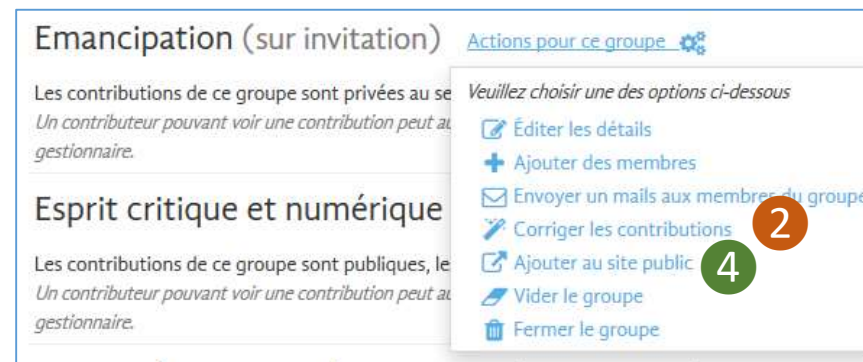 Emancipation (sur invitation) Actions pour ce groupe
Les contributions de ce groupe sont privées au se
Un contributeur pouvant voir une contribution peut au
gestionnaire.
Esprit critique et numérique
Les contributions de ce groupe sont publiques, le
Un contributeur pouvant voir une contribution peut au
gestionnaire.
Veuillez choisir une des options ci-dessous
Éditer les détails
Ajouter des membres
Envoyer un mails aux membres du groupe
Corriger les contributions 2
Ajouter au site public 4
Vider le groupe
Fermer le groupe